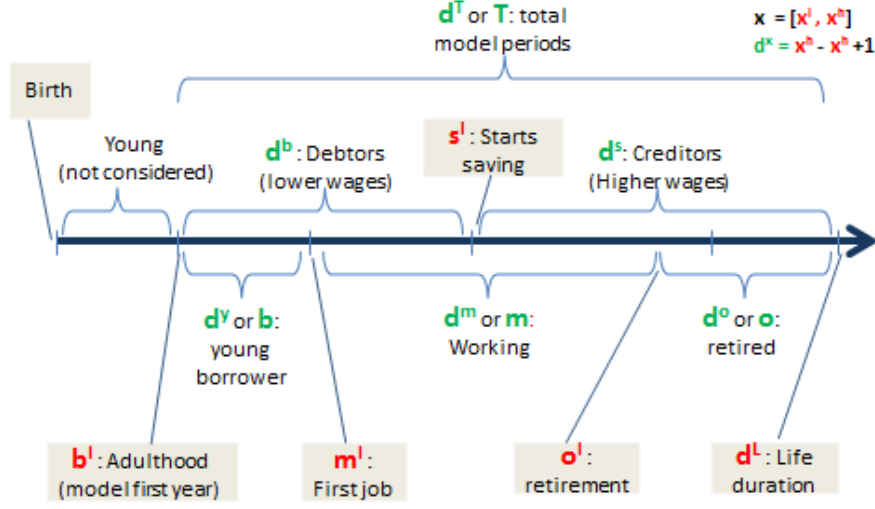 d^T or T: total
model periods
x = [x^l, x^h]
d^x = x^h - x^h +1
Birth
Young
(not considered)
d^b: Debtors
(lower wages)
s^l: Starts
saving
d^s: Creditors
(Higher wages)
d^y or b:
young
borrower
d^m or m:
Working
d^o or o:
retired
b^l: Adulthood
(model first year)
m^l:
First job
o^l:
retirement
d^L: Life
duration